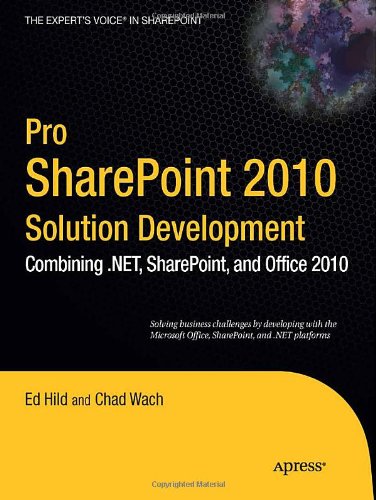 THE EXPERT'S VOICE® IN SHAREPOINT
Pro
SharePoint 2010
Solution Development
Combining .NET, SharePoint, and Office 2010
Solving business challenges by developing with the
Microsoft Office, SharePoint, and .NET platforms
Ed Hild and Chad Wach
Apress®